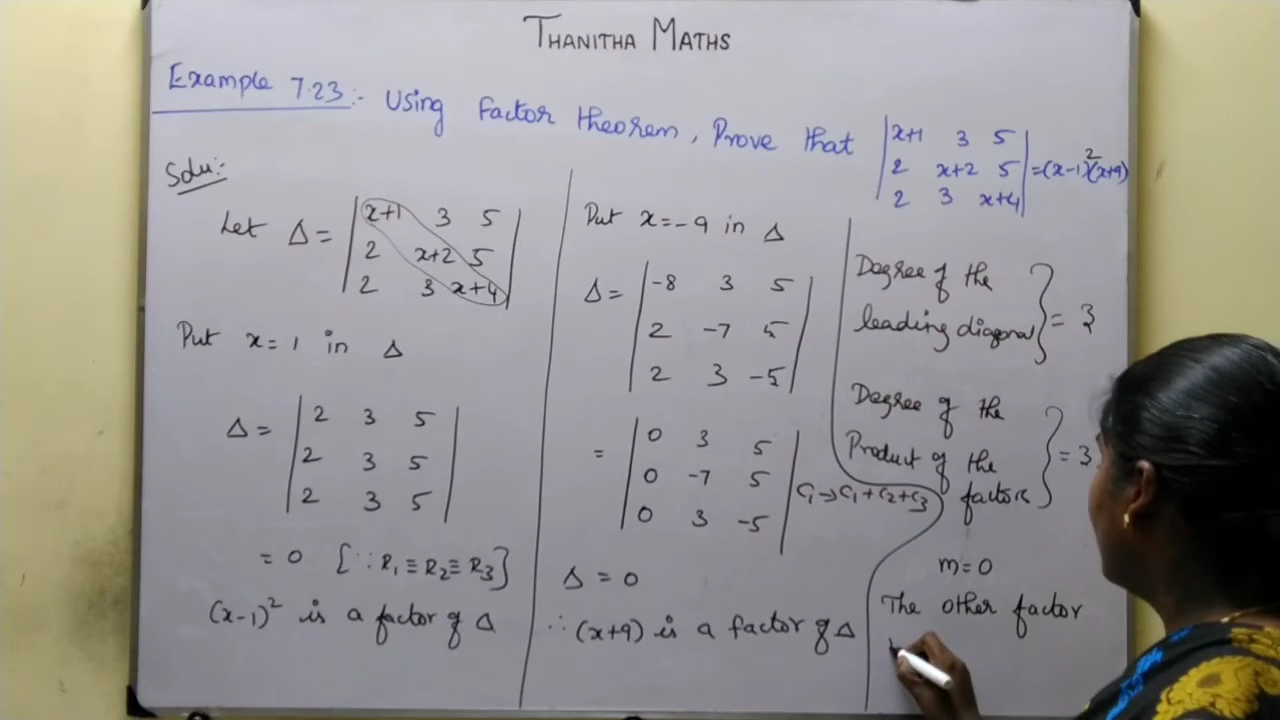 THANITHA MATHS
Example 7.23:- Using Factor theorem, Prove that |x+1 3 5|
|2 x+2 5| = (x-1)²(x+9)
|2 3 x+4|
Solu:-
Let Δ = |x+1 3 5|
|2 x+2 5|
|2 3 x+4|
Put x=1 in Δ
Δ = |2 3 5|
|2 3 5|
|2 3 5|
= 0 [∵ R₁ ≡ R₂ ≡ R₃]
(x-1)² is a factor of Δ
Put x=-9 in Δ
Δ = |-8 3 5|
|2 -7 5|
|2 3 -5|
= |0 3 5|
|0 -7 5|
|0 3 -5| C₁→C₁+C₂+C₃
Δ = 0
∴ (x+9) is a factor of Δ
Degree of the
leading diagonal } = 3
Degree of the
Product of the } = 3
factors
m=0
The other factor